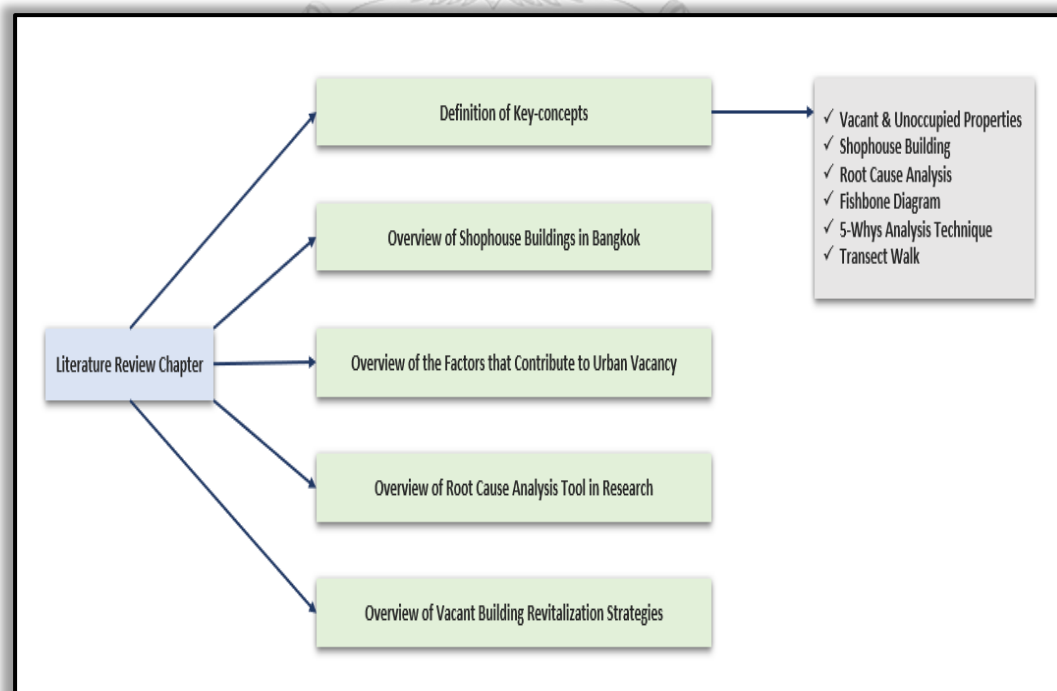 Definition of Key-concepts
✓ Vacant & Unoccupied Properties
✓ Shophouse Building
✓ Root Cause Analysis
✓ Fishbone Diagram
✓ 5-Whys Analysis Technique
✓ Transect Walk
Overview of Shophouse Buildings in Bangkok
Literature Review Chapter
Overview of the Factors that Contribute to Urban Vacancy
Overview of Root Cause Analysis Tool in Research
Overview of Vacant Building Revitalization Strategies